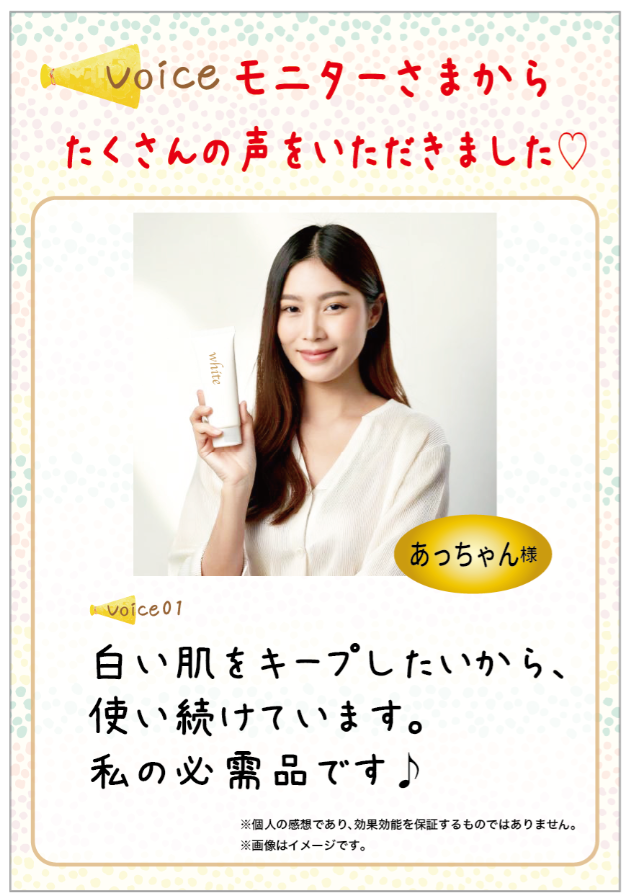 voice モニターさまから
たくさんの声をいただきました♡
white
あっちゃん様
voice01
白い肌をキープしたいから、
使い続けています。
私の必需品です♪
※個人の感想であり、効果効能を保証するものではありません。
※画像はイメージです。